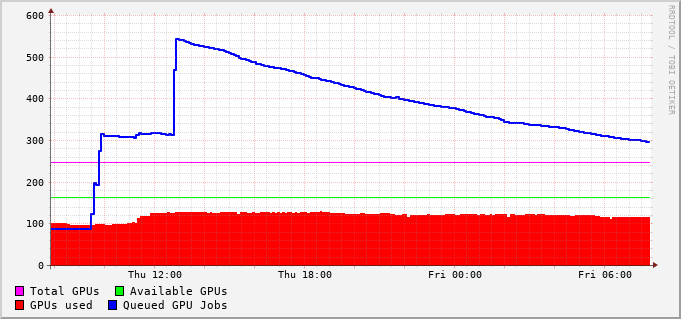 600
500
400
300
200
100
0
Thu 12:00 Thu 18:00 Fri 00:00 Fri 06:00
Total GPUs Available GPUs
GPUs used Queued GPU Jobs
RRDTOOL / TOBI OETIKER